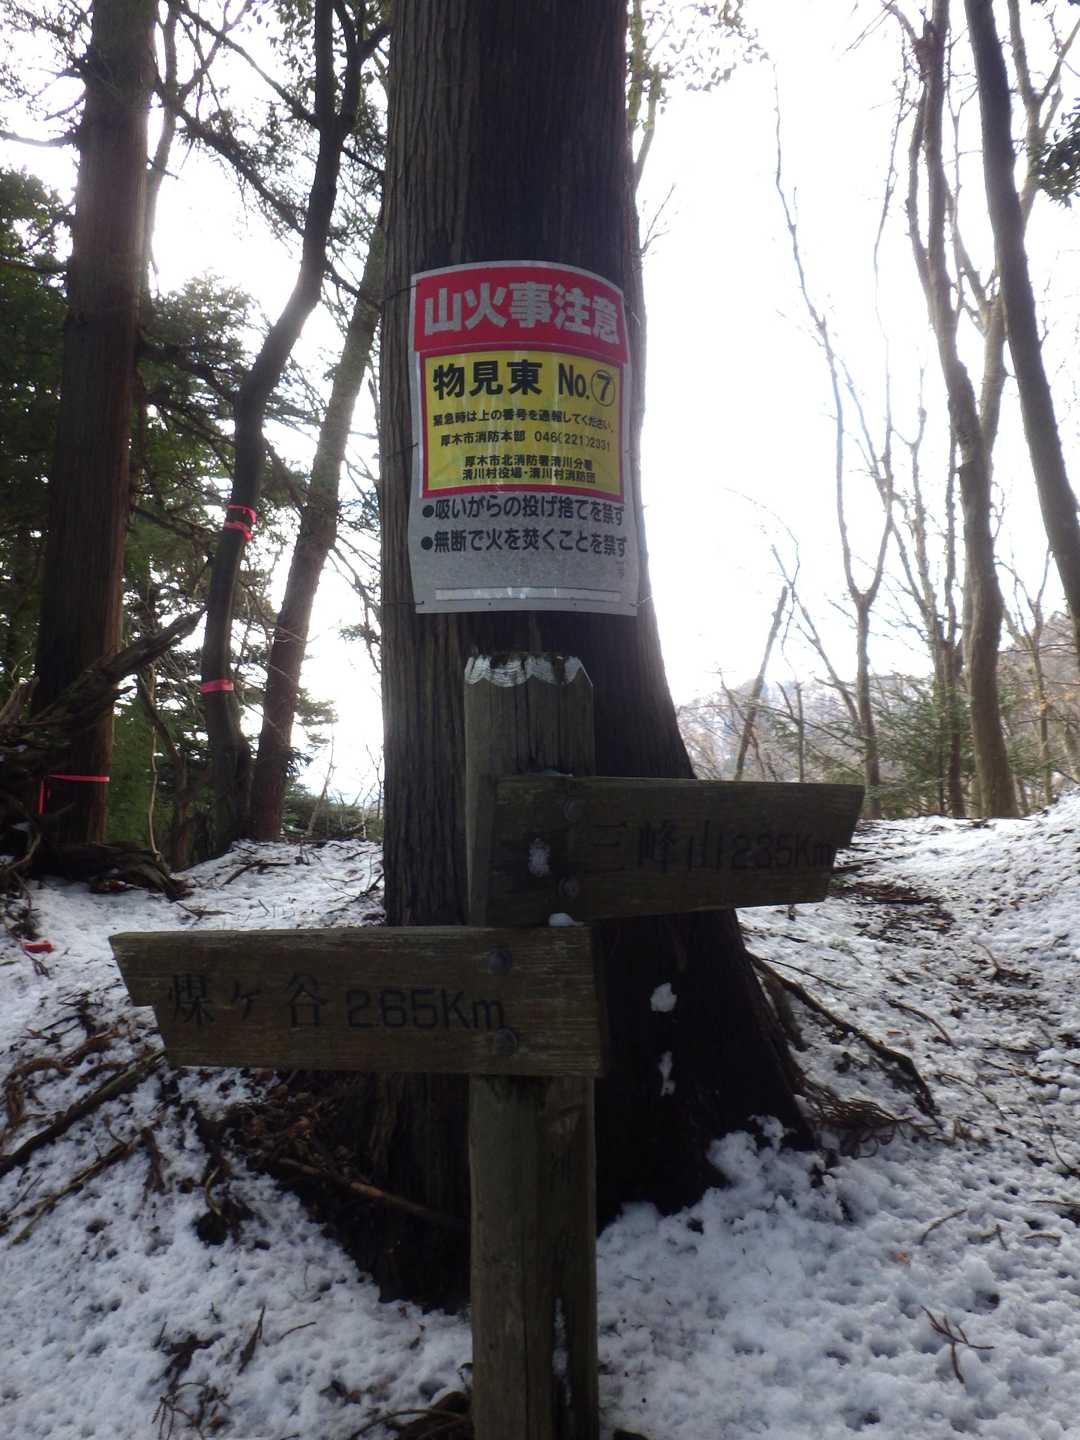 山火事注意
物見東 No.⑦
緊急時は上の番号を通報してください。
厚木市消防本部 046(221)2331
厚木市北消防署清川分署
清川村役場・清川村消防団
●吸いがらの投げ捨てを禁ず
●無断で火を焚くことを禁ず
三峰山 2.35Km
煤ヶ谷 2.65Km